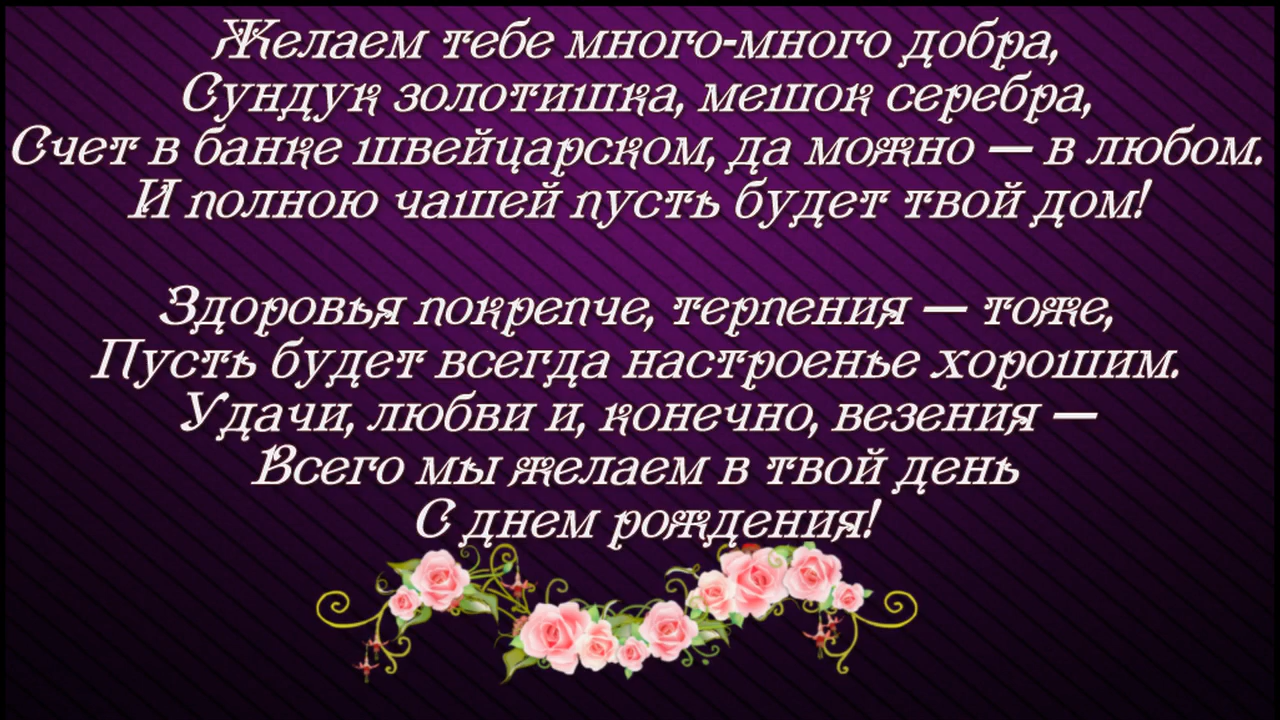 Желаем тебе много-много добра,
Сундук золотишка, мешок серебра,
Счет в банке швейцарском, да можно — в любом.
И полною чашей пусть будет твой дом!
Здоровья покрепче, терпения — тоже,
Пусть будет всегда настроенье хорошим.
Удачи, любви и, конечно, везения —
Всего мы желаем в твой день
С днем рождения!